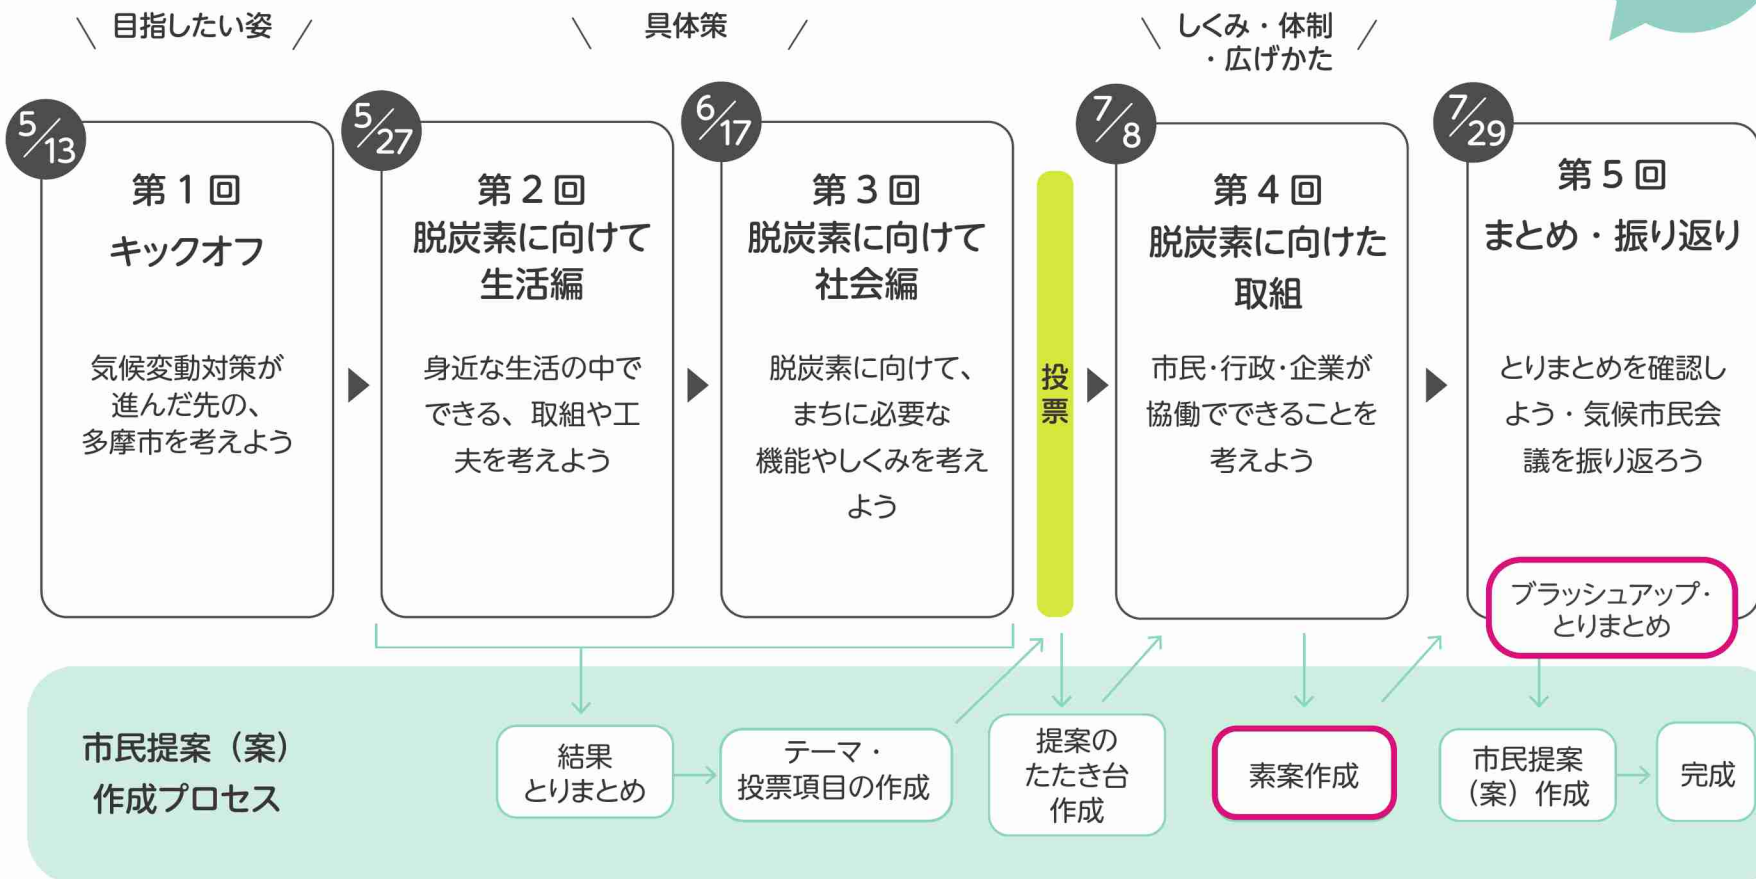 目指したい姿
具体策
しくみ・体制
・広げかた
5/13
第1回
キックオフ
気候変動対策が
進んだ先の、
多摩市を考えよう
5/27
第2回
脱炭素に向けて
生活編
身近な生活の中で
できる、取組や工
夫を考えよう
6/17
第3回
脱炭素に向けて
社会編
脱炭素に向けて、
まちに必要な
機能やしくみを考え
よう
投票
7/8
第4回
脱炭素に向けた
取組
市民・行政・企業が
協働でできることを
考えよう
7/29
第5回
まとめ・振り返り
とりまとめを確認し
よう・気候市民会
議を振り返ろう
ブラッシュアップ・
とりまとめ
市民提案（案）
作成プロセス
結果
とりまとめ
テーマ・
投票項目の作成
提案の
たたき台
作成
素案作成
市民提案
（案）作成
完成